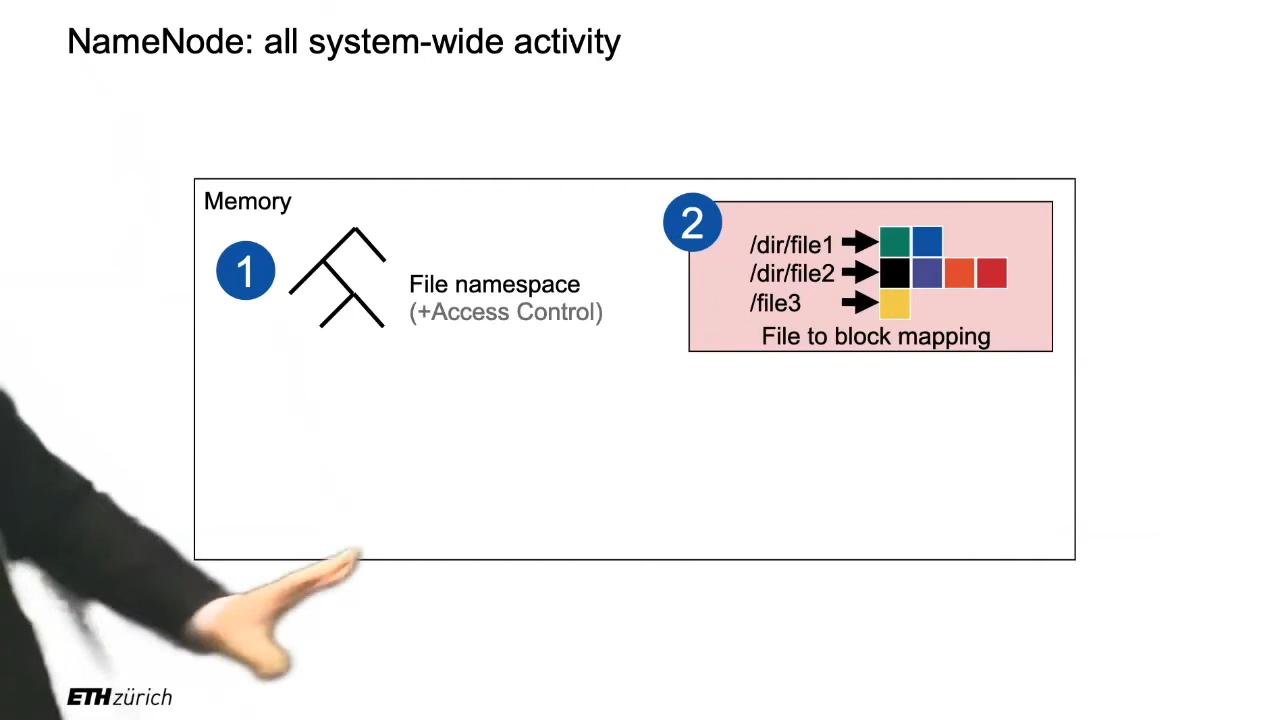 NameNode: all system-wide activity
Memory
1
File namespace
(+Access Control)
2
/dir/file1
/dir/file2
/file3
File to block mapping
ETH zürich